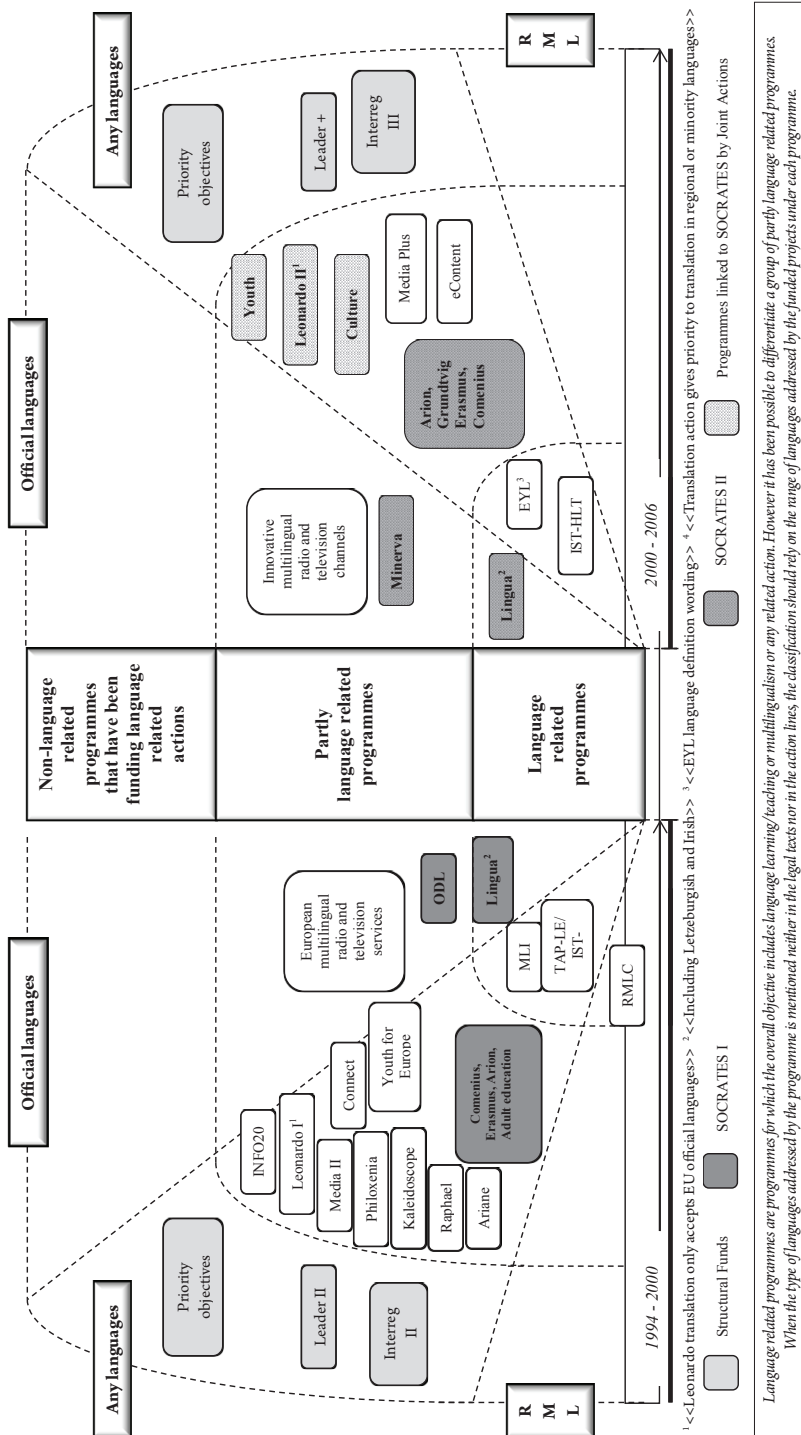 Any languages
Official languages
Official languages
Any languages
Non-language
related
programmes
that have been
funding language
related
actions
Partly
language related
programmes
Language
related
programmes
Priority
objectives
Leader II
Interreg
II
INFO20
Leonardo I¹
Media II
Philoxenia
Kaleidoscope
Raphael
Ariane
Connect
Youth for
Europe
Comenius,
Erasmus, Arion,
Adult education
European
multilingual
radio and
television
services
ODL
Lingua²
MLI
TAP-LE/
IST-
RMLC
R
M
L
1994 - 2000
Innovative
multilingual
radio and
television
channels
Minerva
Lingua²
EYL³
IST-HLT
Youth
Leonardo II¹
Culture
Arion,
Grundtvig
Erasmus,
Comenius
Media Plus
eContent
Priority
objectives
Leader +
Interreg
III
R
M
L
2000 - 2006
¹ <<Leonardo translation only accepts EU official languages>> ² <<Including Letzeburgish and Irish>> ³ <<EYL language definition wording>> ⁴ <<Translation action gives priority to translation in regional or minority languages>>
Structural Funds
SOCRATES I
SOCRATES II
Programmes linked to SOCRATES by Joint Actions
Language related programmes are programmes for which the overall objective includes language learning/teaching or multilingualism or any related action. However it has been possible to differentiate a group of partly language related programmes.
When the type of languages addressed by the programme is mentioned neither in the legal texts nor in the action lines, the classification should rely on the range of languages addressed by the funded projects under each programme.